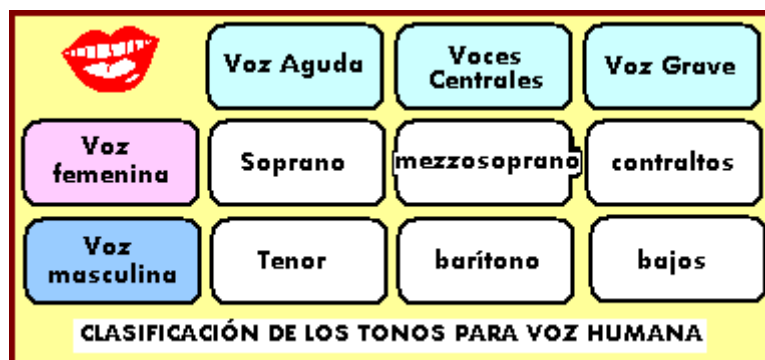 Voz Aguda
Voces
Centrales
Voz Grave
Voz
femenina
Soprano
mezzosoprano
contraltos
Voz
masculina
Tenor
barítono
bajos
CLASIFICACIÓN DE LOS TONOS PARA VOZ HUMANA